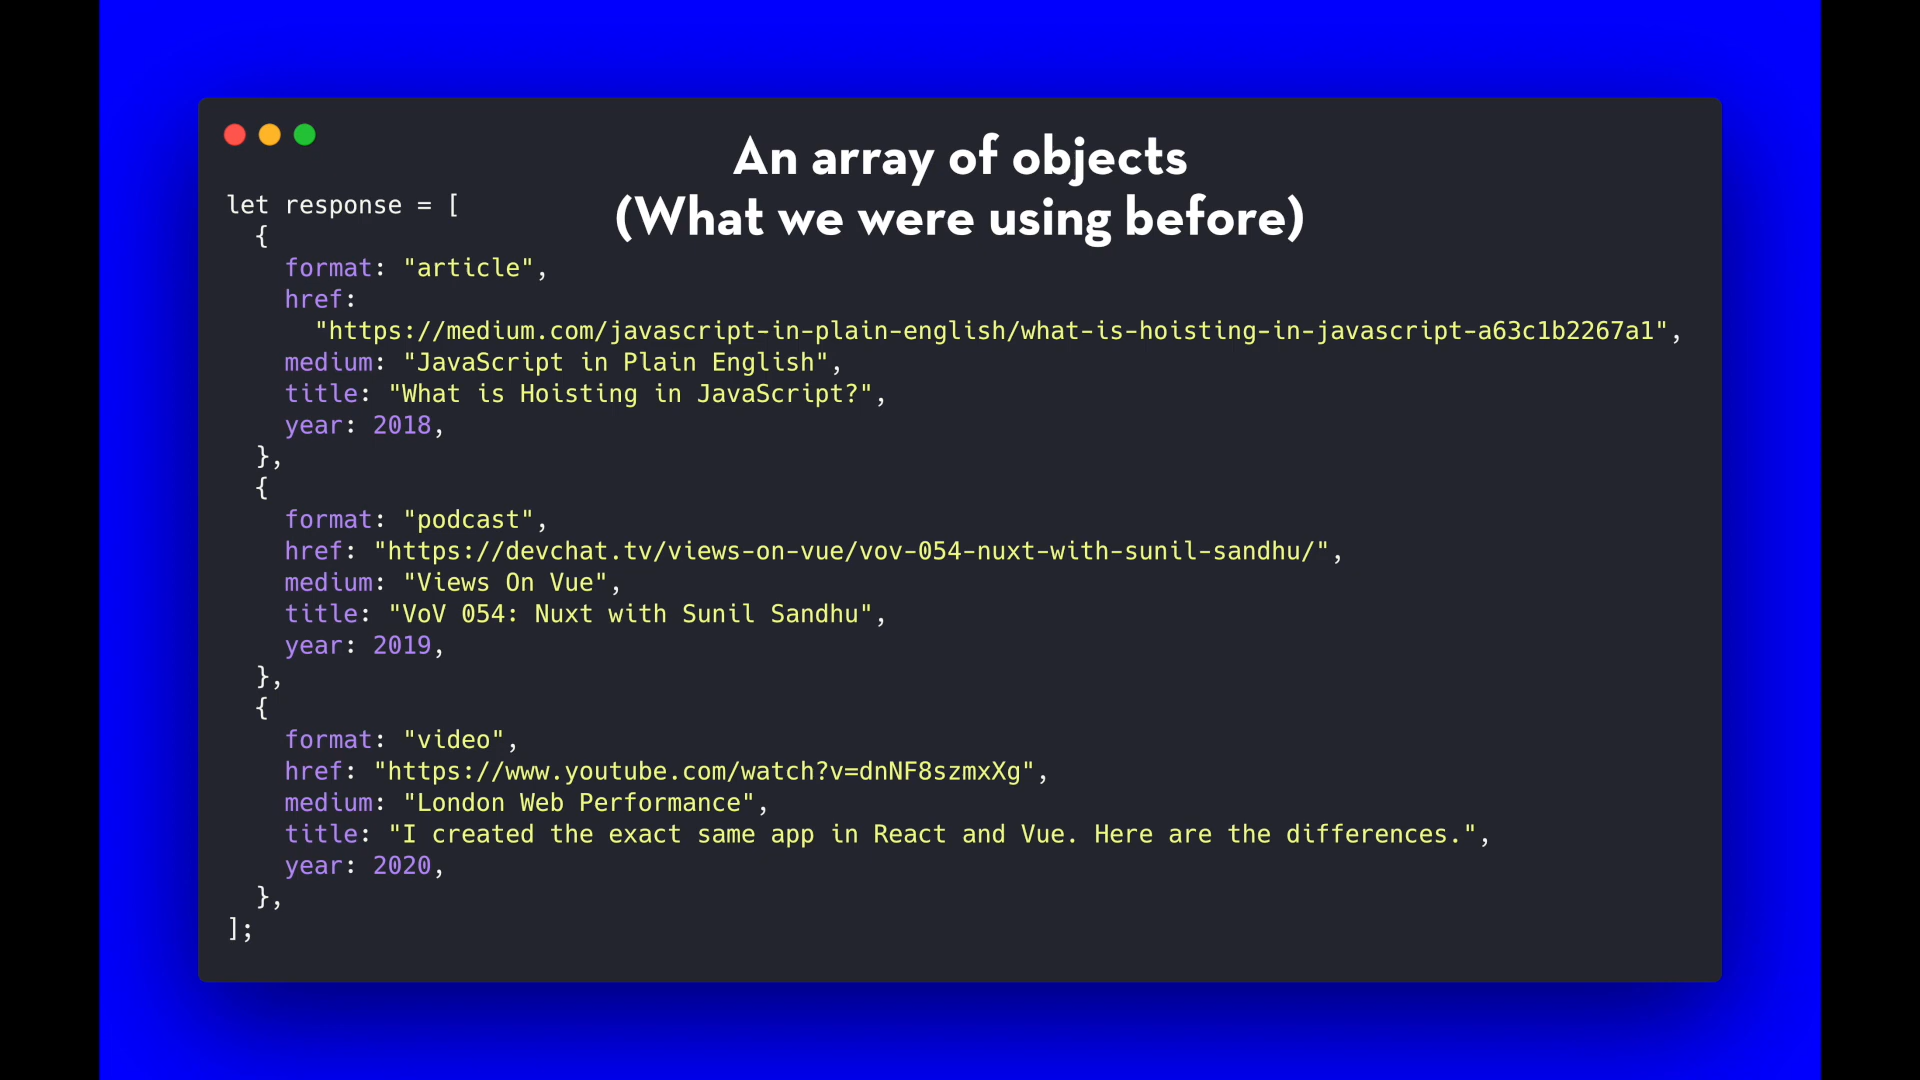 An array of objects
(What we were using before)
let response = [
  {
    format: "article",
    href:
      "https://medium.com/javascript-in-plain-english/what-is-hoisting-in-javascript-a63c1b2267a1",
    medium: "JavaScript in Plain English",
    title: "What is Hoisting in JavaScript?",
    year: 2018,
  },
  {
    format: "podcast",
    href: "https://devchat.tv/views-on-vue/vov-054-nuxt-with-sunil-sandhu/",
    medium: "Views On Vue",
    title: "VoV 054: Nuxt with Sunil Sandhu",
    year: 2019,
  },
  {
    format: "video",
    href: "https://www.youtube.com/watch?v=dnNF8szmxXg",
    medium: "London Web Performance",
    title: "I created the exact same app in React and Vue. Here are the differences.",
    year: 2020,
  },
];